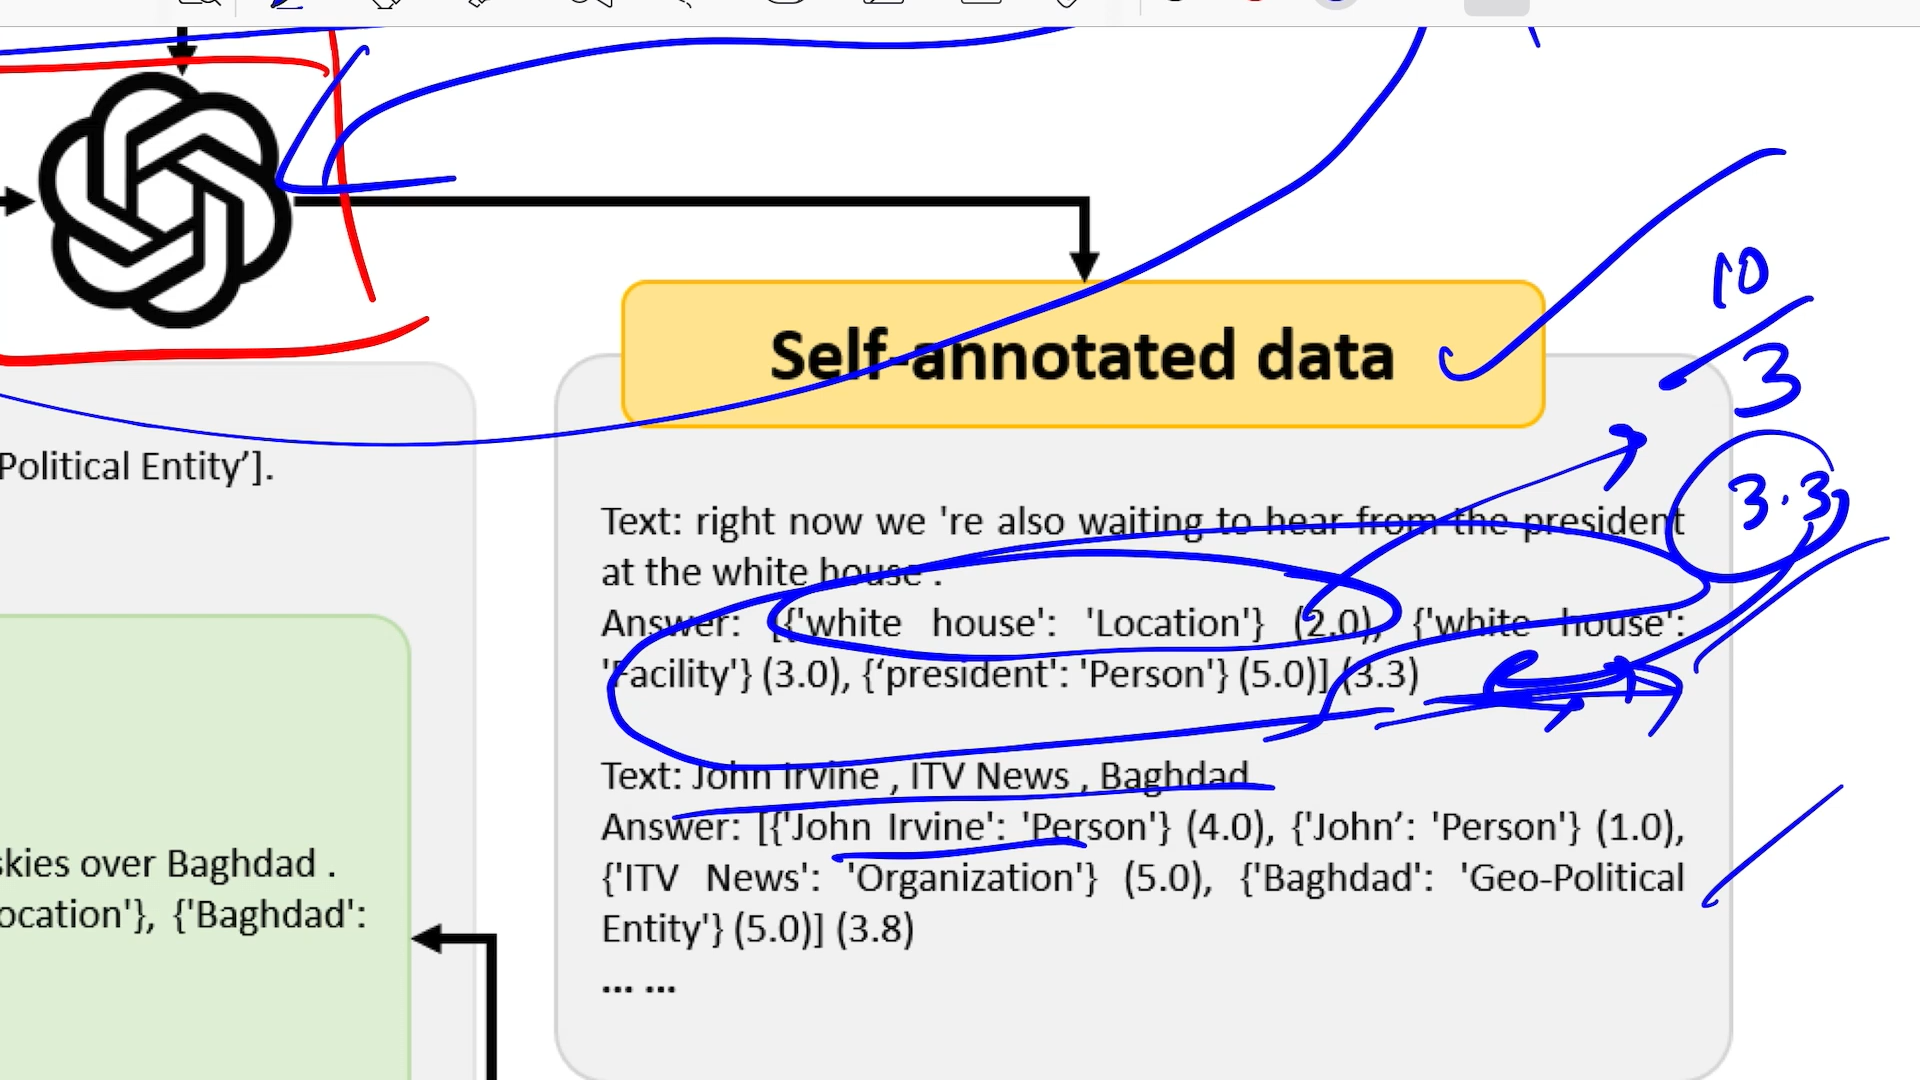 Self-annotated data
10
3
3.3
Political Entity’].
Text: right now we 're also waiting to hear from the president
at the white house .
Answer: [{'white house': 'Location'} (2.0), {'white house':
'Facility'} (3.0), {‘president': 'Person'} (5.0)] (3.3)
Text: John Irvine , ITV News , Baghdad
Answer: [{'John Irvine': 'Person'} (4.0), {'John’: 'Person'} (1.0),
{'ITV News': 'Organization'} (5.0), {'Baghdad': 'Geo-Political
Entity'} (5.0)] (3.8)
... ...
skies over Baghdad .
ocation'}, {'Baghdad':